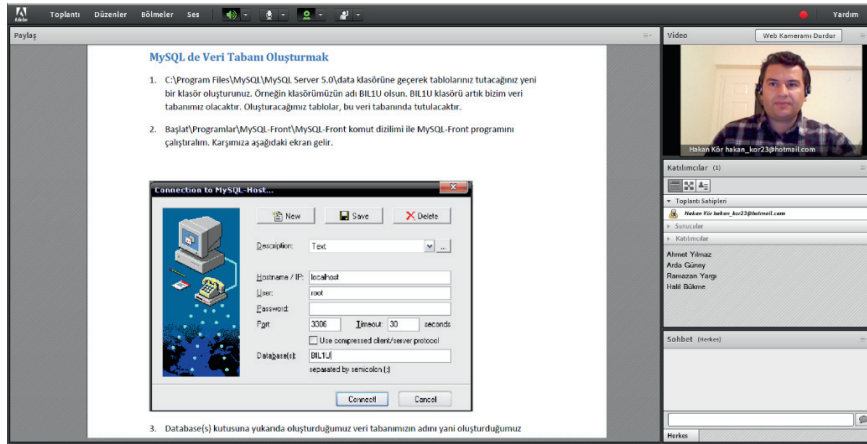 Adobe
Toplantı Düzenler Bölmeler Ses Yardım
Paylaş
MySQL de Veri Tabanı Oluşturmak
1. C:\Program Files\MySQL\MySQL Server 5.0\data klasörüne geçerek tablolarınız tutacağınız yeni
bir klasör oluşturunuz. Örneğin klasörümüzün adı BIL1U olsun. BIL1U klasörü artık bizim veri
tabanımız olacaktır. Oluşturacağımız tablolar, bu veri tabanında tutulacaktır.
2. Başlat\Programlar\MySQL-Front\MySQL-Front komut dizilimi ile MySQL-Front programını
çalıştıralım. Karşımıza aşağıdaki ekran gelir.
Connection to MySQL-Host...
New Save Delete
Description: Text ...
Hostname / IP: localhost
User: root
Password:
Port 3306 Timeout: 30 seconds
Use compressed client/server protocol
Database(s): BIL1U
separated by semicolon (;)
Connect! Cancel
3. Database(s) kutusuna yukarıda oluşturduğumuz veri tabanımızın adını yani oluşturduğumuz
Video Web Kameramı Durdur
Hakan Kör hakan_kor23@hotmail.com
Katılımcılar (1)
Toplantı Sahipleri
Hakan Kör hakan_kor23@hotmail.com
Sunucular
Katılımcılar
Ahmet Yılmaz
Arda Güney
Ramazan Yargı
Halil Bükme
Sohbet (Herkes)
Herkes